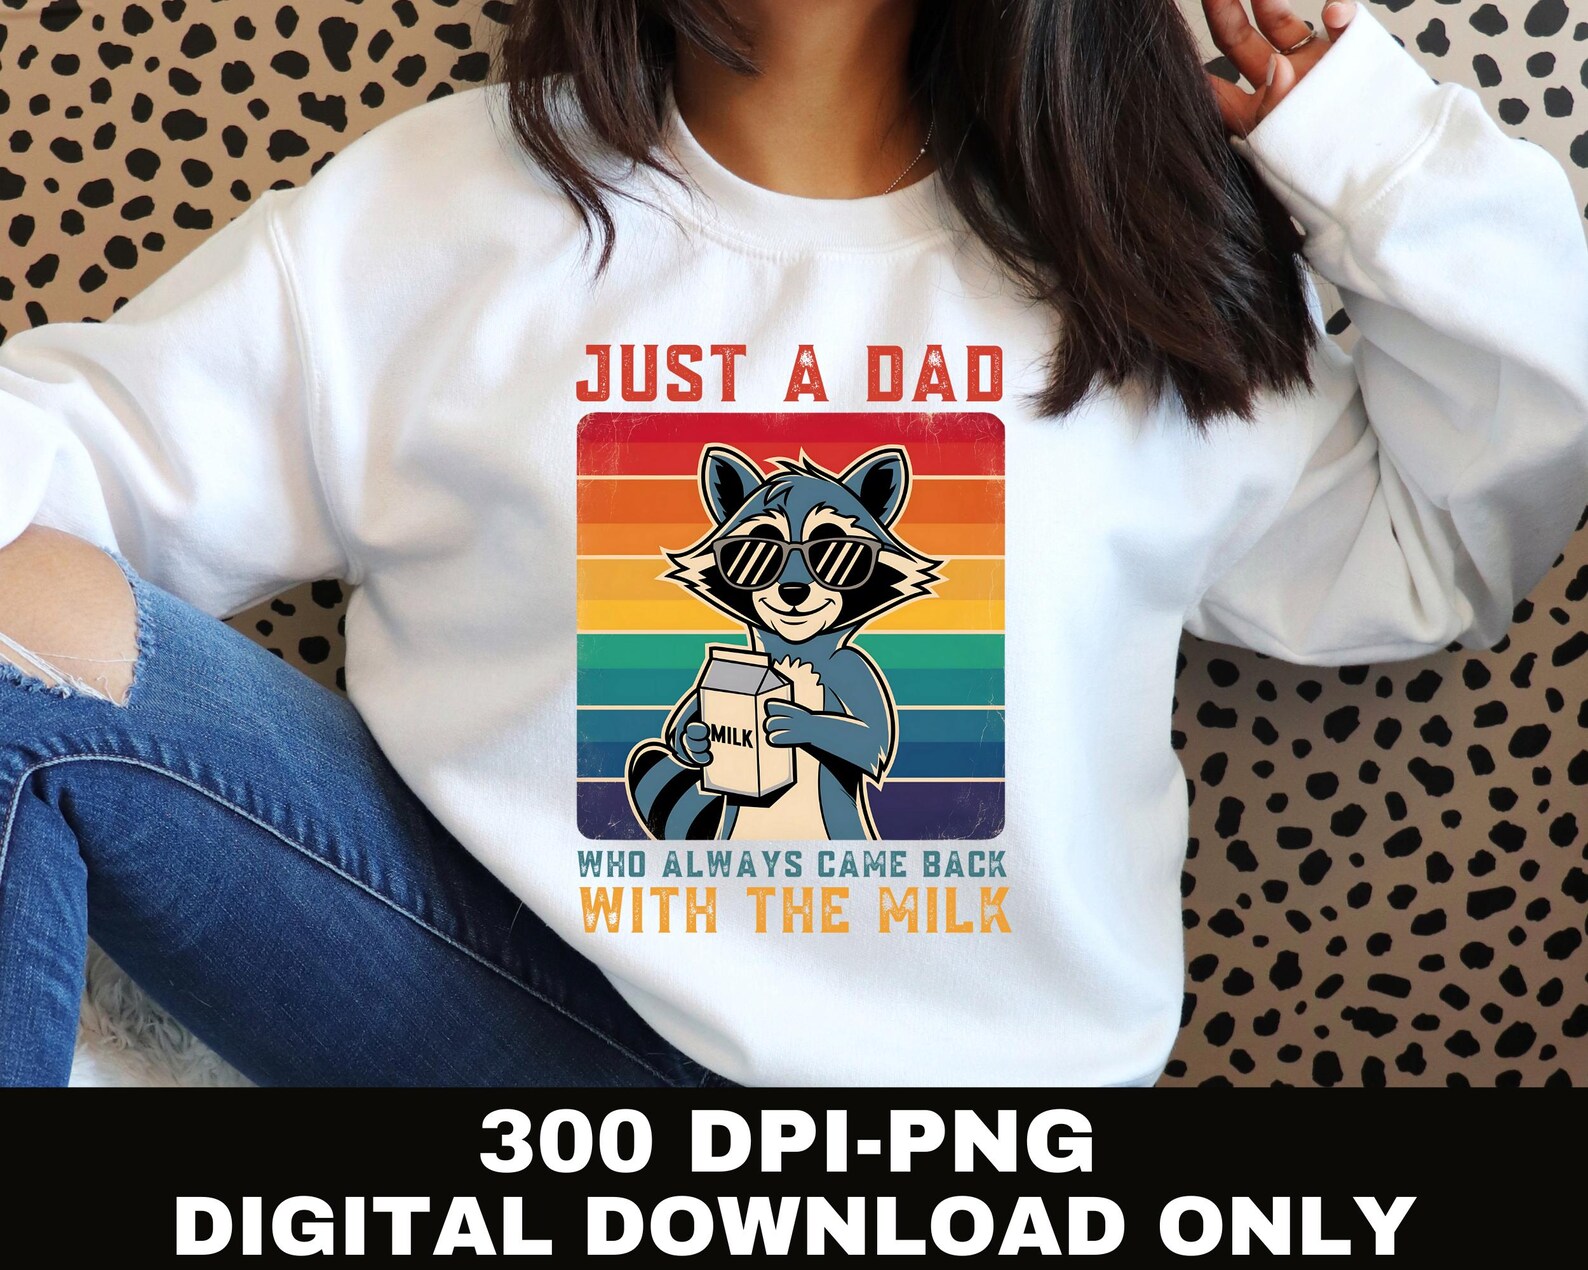 JUST A DAD
MILK
WHO ALWAYS CAME BACK
WITH THE MILK
300 DPI-PNG
DIGITAL DOWNLOAD ONLY